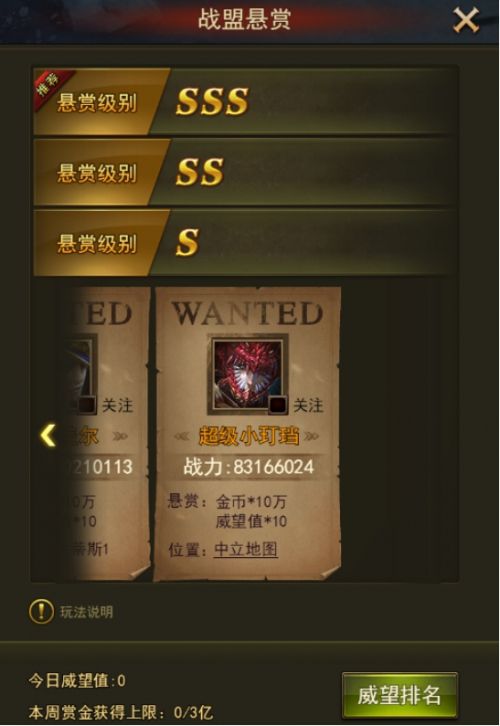 战盟悬赏
推荐
悬赏级别 SSS
悬赏级别 SS
悬赏级别 S
TED
关注
尔
0210113
10万
*10
蒂斯1
WANTED
关注
超级小玎珰
战力:83166024
悬赏: 金币*10万
威望值*10
位置: 中立地图
玩法说明
今日威望值:0
本周赏金获得上限: 0/3亿
威望排名